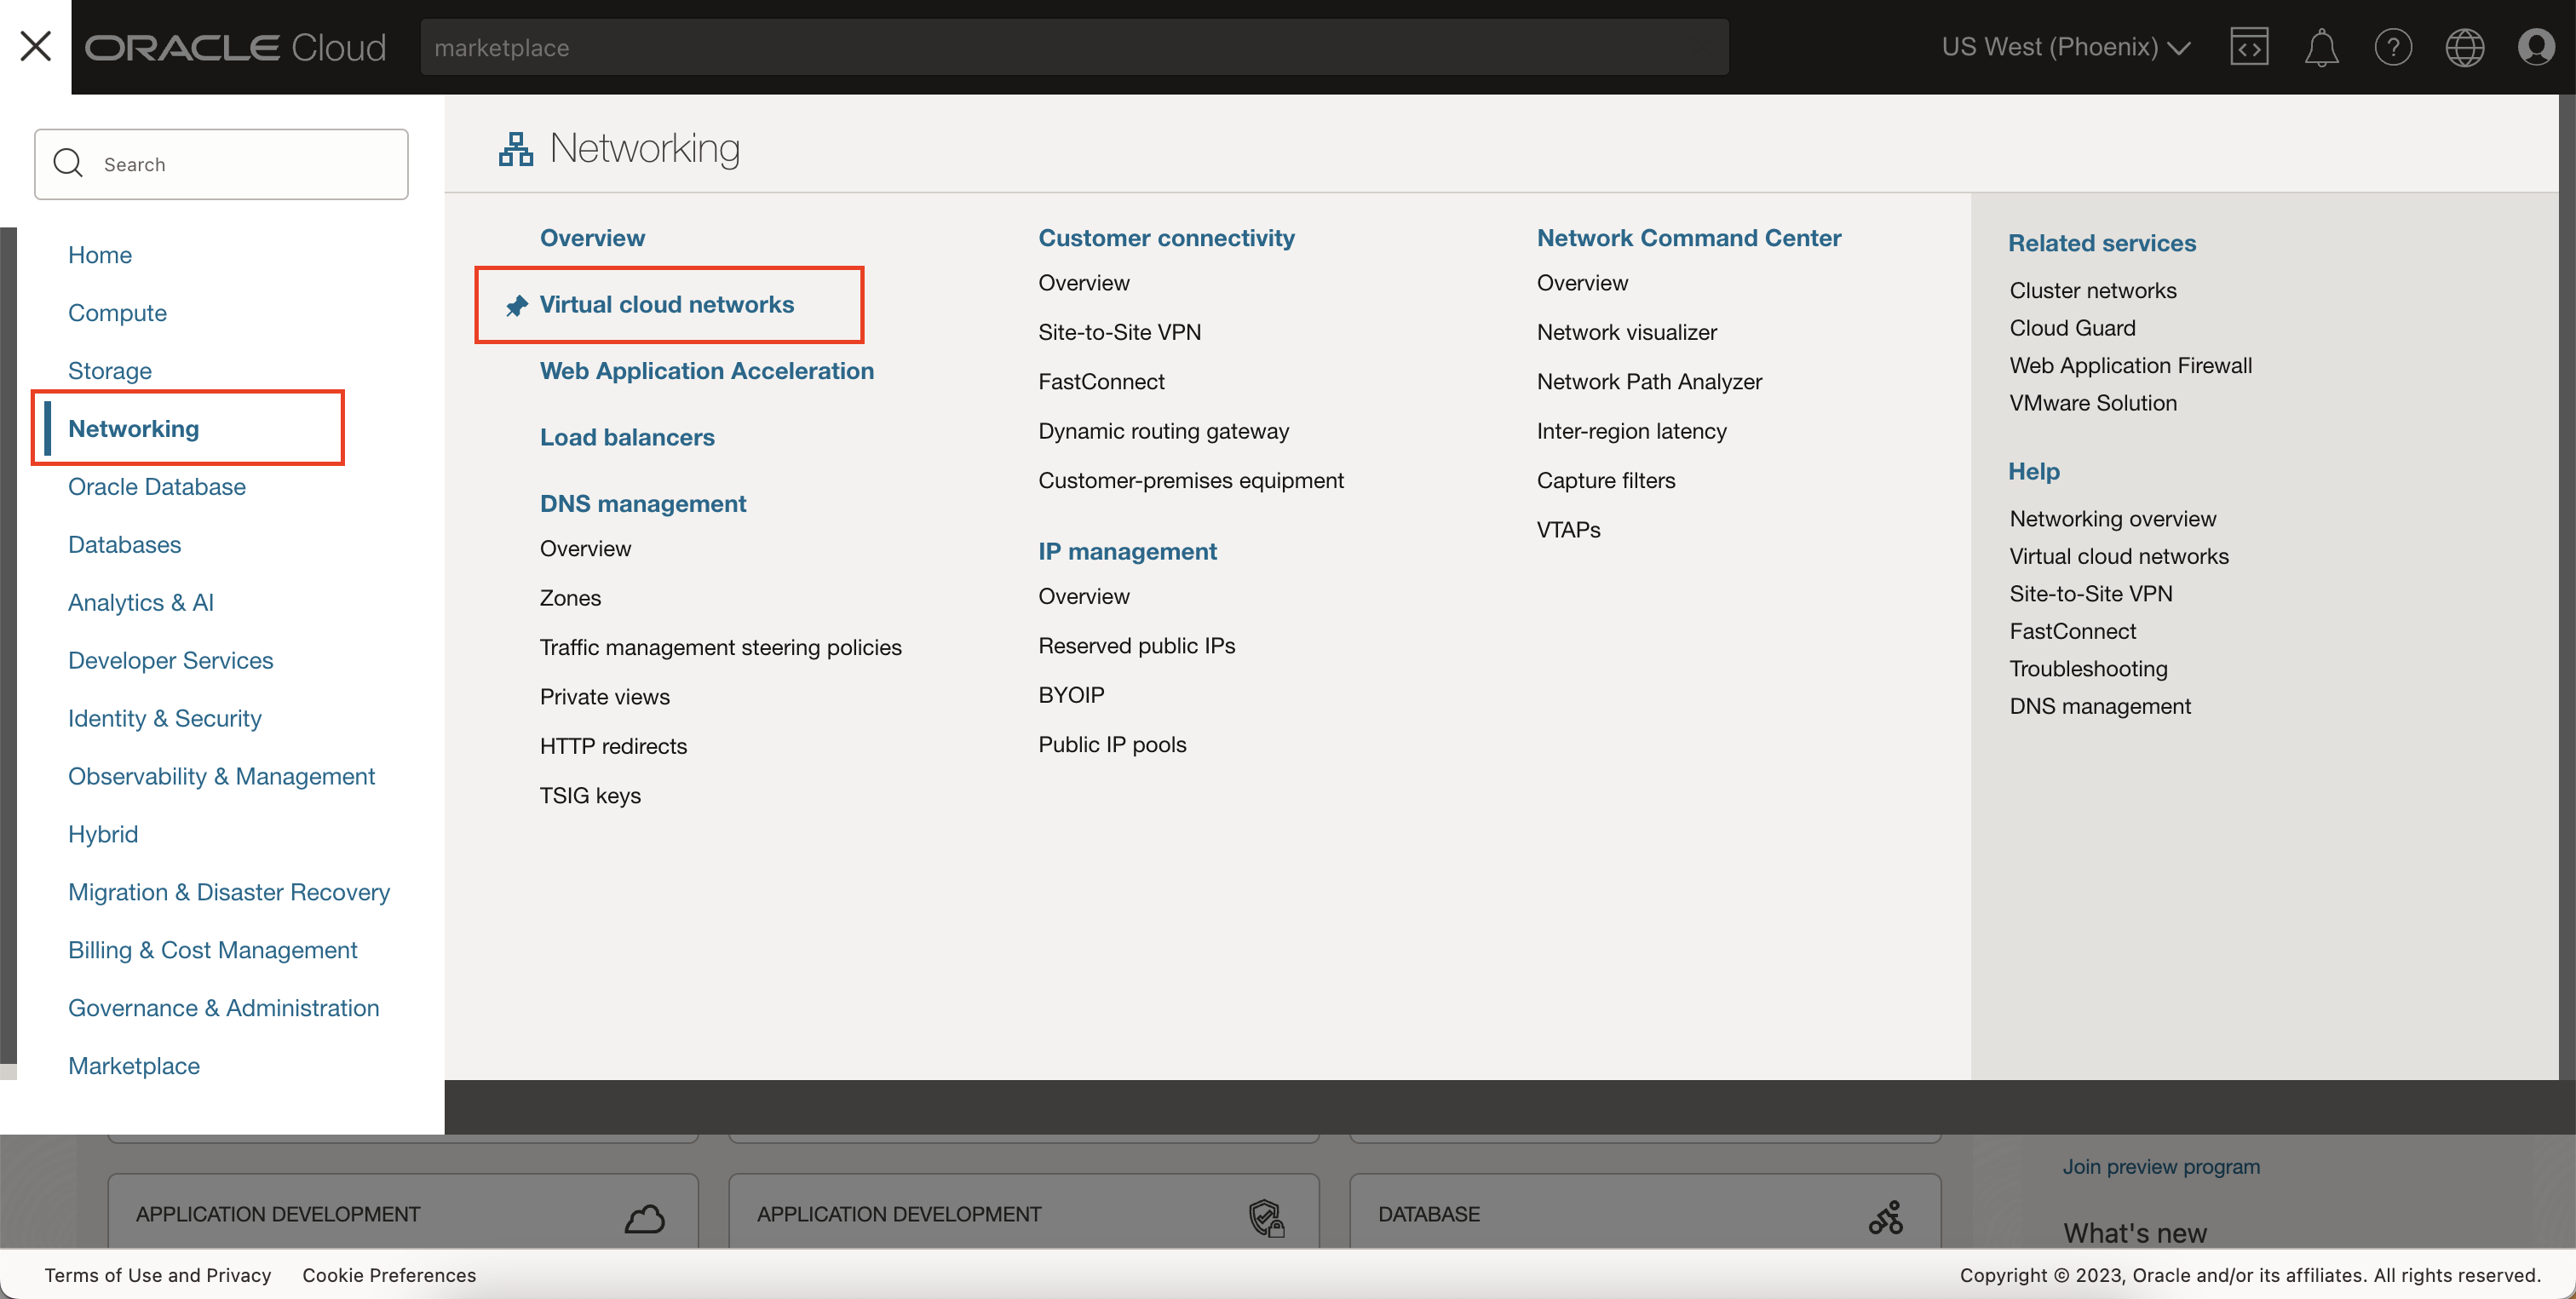 ORACLE Cloud
marketplace
US West (Phoenix)
Search
Home
Compute
Storage
Networking
Oracle Database
Databases
Analytics & AI
Developer Services
Identity & Security
Observability & Management
Hybrid
Migration & Disaster Recovery
Billing & Cost Management
Governance & Administration
Marketplace
Networking
Overview
Virtual cloud networks
Web Application Acceleration
Load balancers
DNS management
Overview
Zones
Traffic management steering policies
Private views
HTTP redirects
TSIG keys
Customer connectivity
Overview
Site-to-Site VPN
FastConnect
Dynamic routing gateway
Customer-premises equipment
IP management
Overview
Reserved public IPs
BYOIP
Public IP pools
Network Command Center
Overview
Network visualizer
Network Path Analyzer
Inter-region latency
Capture filters
VTAPs
Related services
Cluster networks
Cloud Guard
Web Application Firewall
VMware Solution
Help
Networking overview
Virtual cloud networks
Site-to-Site VPN
FastConnect
Troubleshooting
DNS management
APPLICATION DEVELOPMENT
APPLICATION DEVELOPMENT
DATABASE
Join preview program
What's new
Terms of Use and Privacy
Cookie Preferences
Copyright © 2023, Oracle and/or its affiliates. All rights reserved.